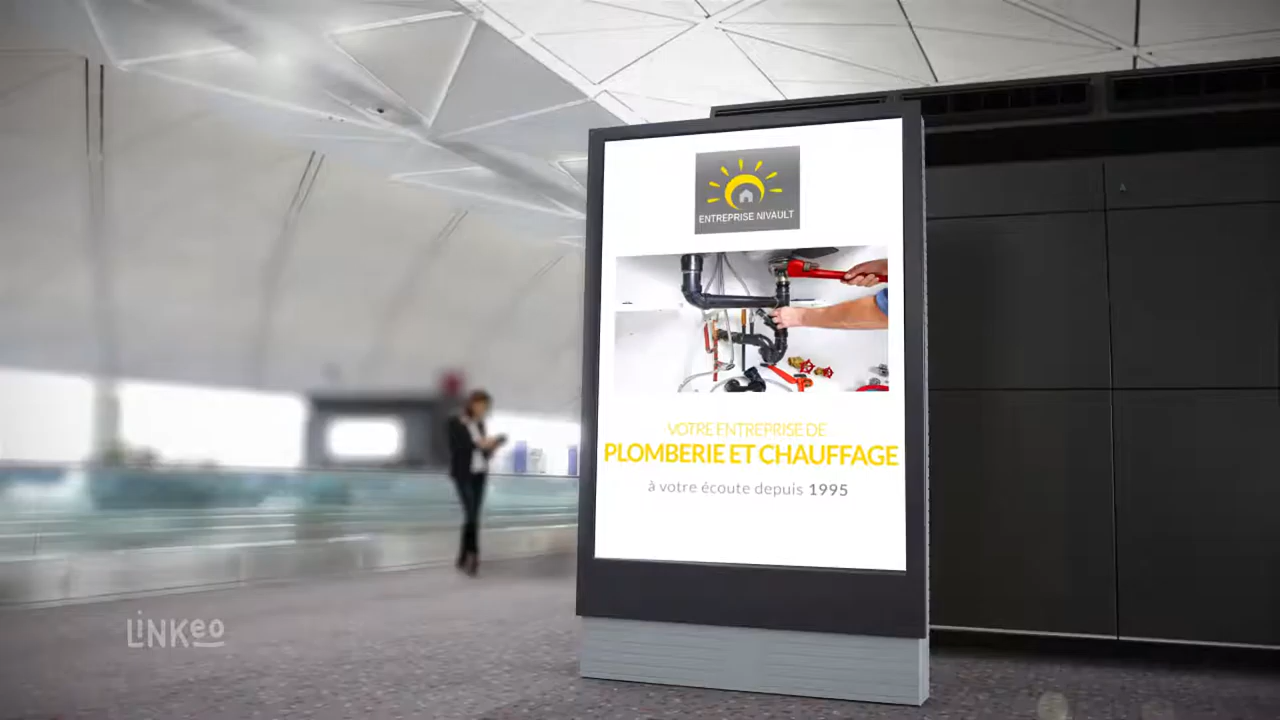 ENTREPRISE NIVAULT
VOTRE ENTREPRISE DE
PLOMBERIE ET CHAUFFAGE
à votre écoute depuis 1995
LINKeo